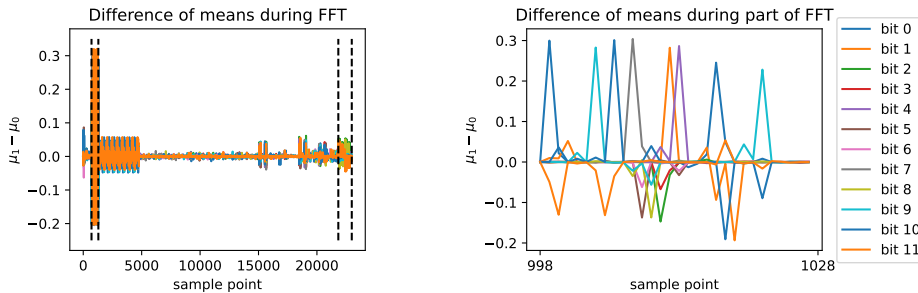 Difference of means during FFT
μ₁ − μ₀
0.3
0.2
0.1
0.0
−0.1
−0.2
0
5000
10000
15000
20000
sample point
Difference of means during part of FFT
μ₁ − μ₀
0.3
0.2
0.1
0.0
−0.1
−0.2
998
1028
sample point
bit 0
bit 1
bit 2
bit 3
bit 4
bit 5
bit 6
bit 7
bit 8
bit 9
bit 10
bit 11